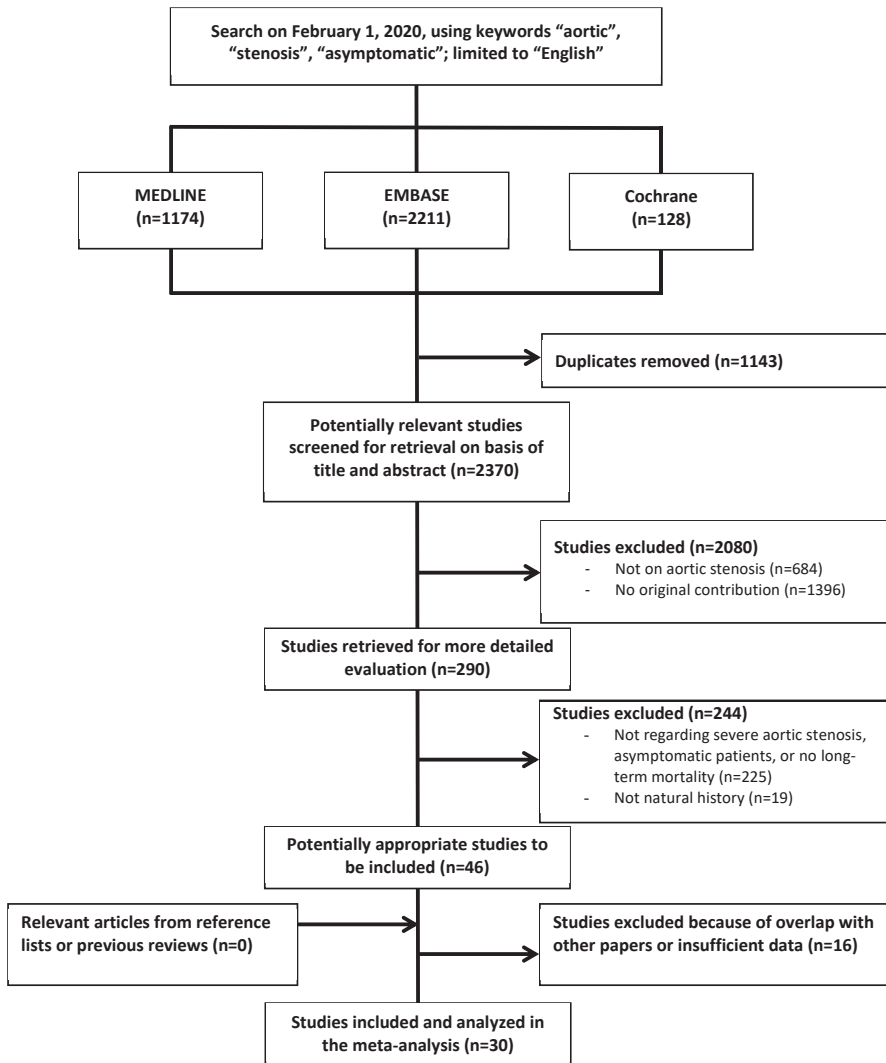 Search on February 1, 2020, using keywords “aortic”,
“stenosis”, “asymptomatic”; limited to “English”
MEDLINE
(n=1174)
EMBASE
(n=2211)
Cochrane
(n=128)
Duplicates removed (n=1143)
Potentially relevant studies
screened for retrieval on basis of
title and abstract (n=2370)
Studies excluded (n=2080)
- Not on aortic stenosis (n=684)
- No original contribution (n=1396)
Studies retrieved for more detailed
evaluation (n=290)
Studies excluded (n=244)
- Not regarding severe aortic stenosis,
asymptomatic patients, or no long-
term mortality (n=225)
- Not natural history (n=19)
Potentially appropriate studies to
be included (n=46)
Relevant articles from reference
lists or previous reviews (n=0)
Studies excluded because of overlap with
other papers or insufficient data (n=16)
Studies included and analyzed in
the meta-analysis (n=30)